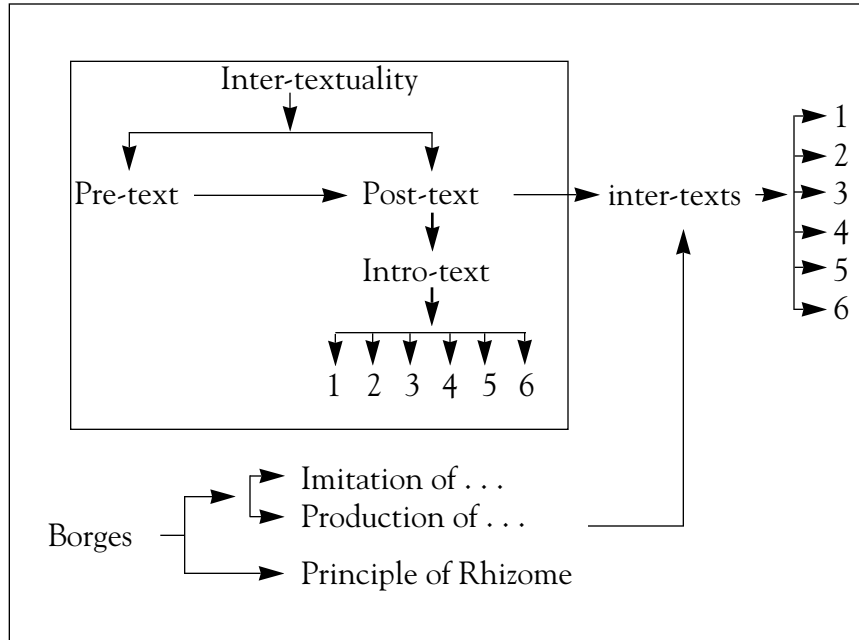 Inter-textuality
Pre-text
Post-text
inter-texts
1
2
3
4
5
6
Intro-text
1 2 3 4 5 6
Imitation of . . .
Production of . . .
Borges
Principle of Rhizome